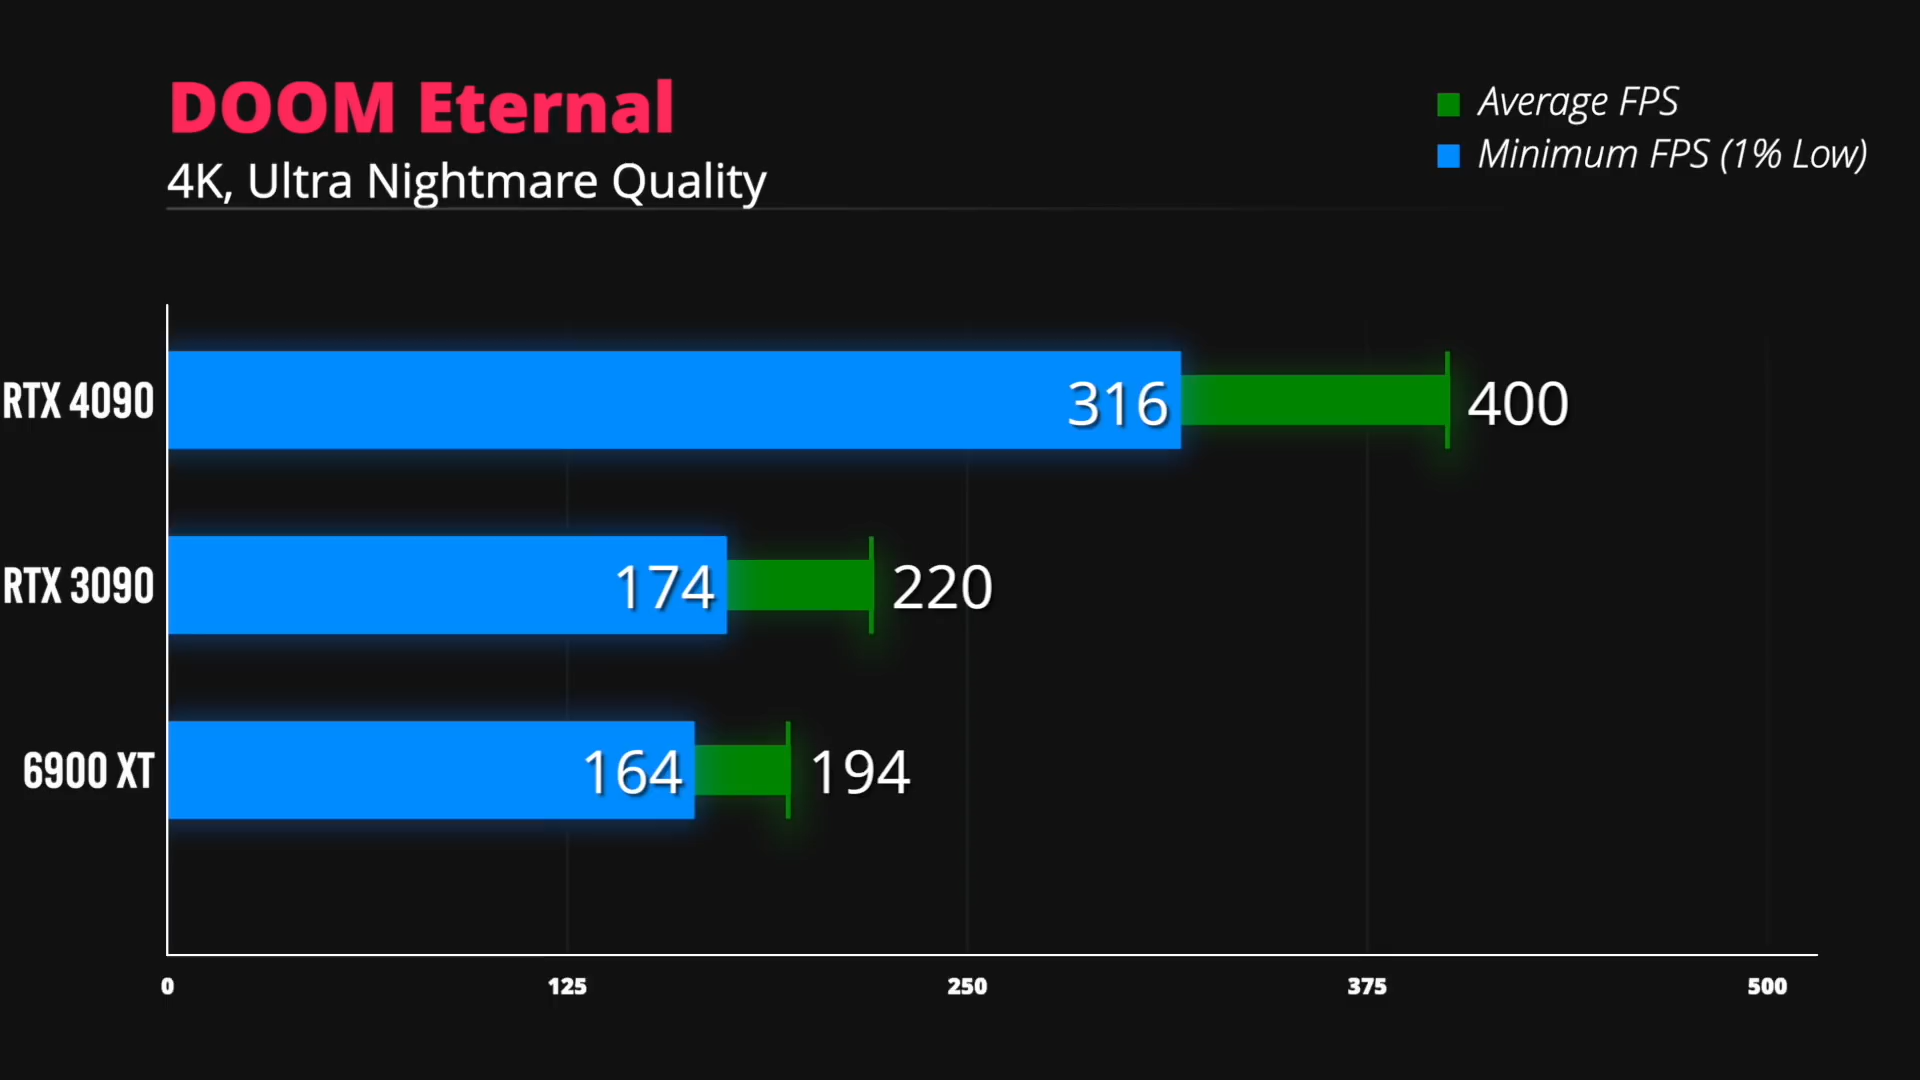 DOOM Eternal
4K, Ultra Nightmare Quality
Average FPS
Minimum FPS (1% Low)
RTX 4090
316
400
RTX 3090
174
220
6900 XT
164
194
0
125
250
375
500